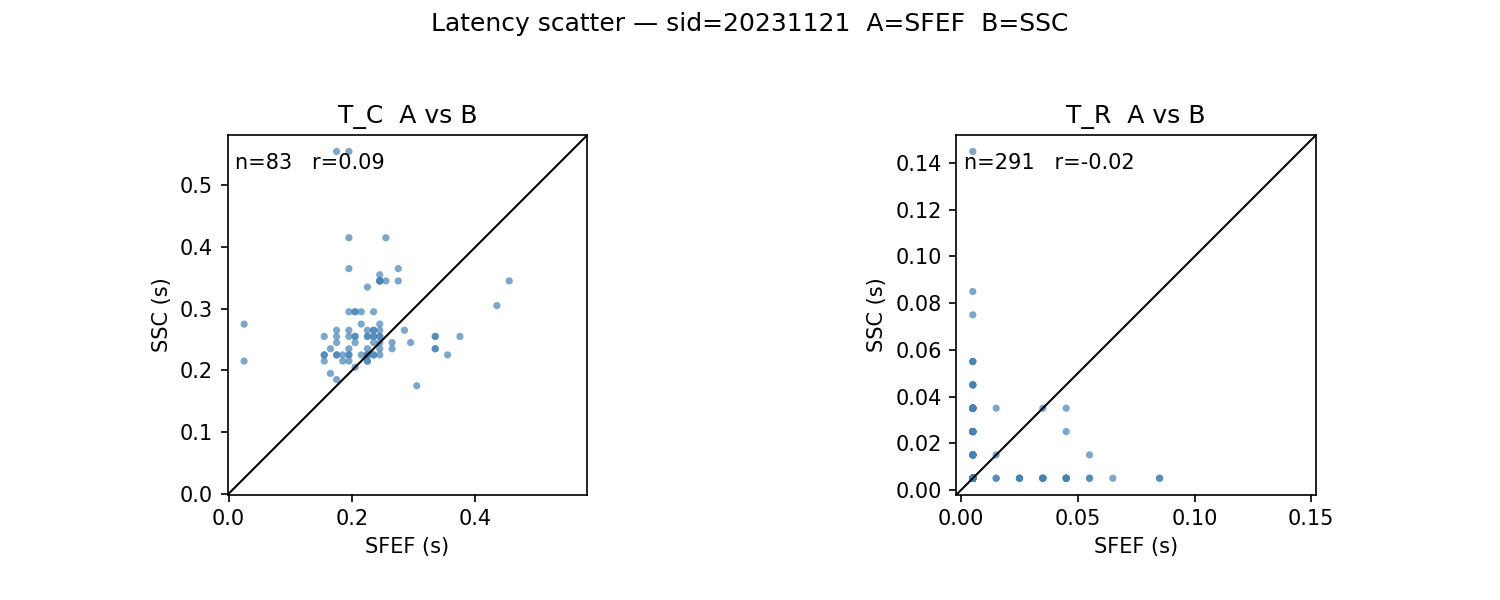 Latency scatter — sid=20231121  A=SFEF  B=SSC
T_C  A vs B
n=83   r=0.09
0.5
0.4
0.3
0.2
0.1
0.0
SSC (s)
0.0 0.2 0.4
SFEF (s)
T_R  A vs B
n=291   r=-0.02
0.14
0.12
0.10
0.08
0.06
0.04
0.02
0.00
SSC (s)
0.00 0.05 0.10 0.15
SFEF (s)